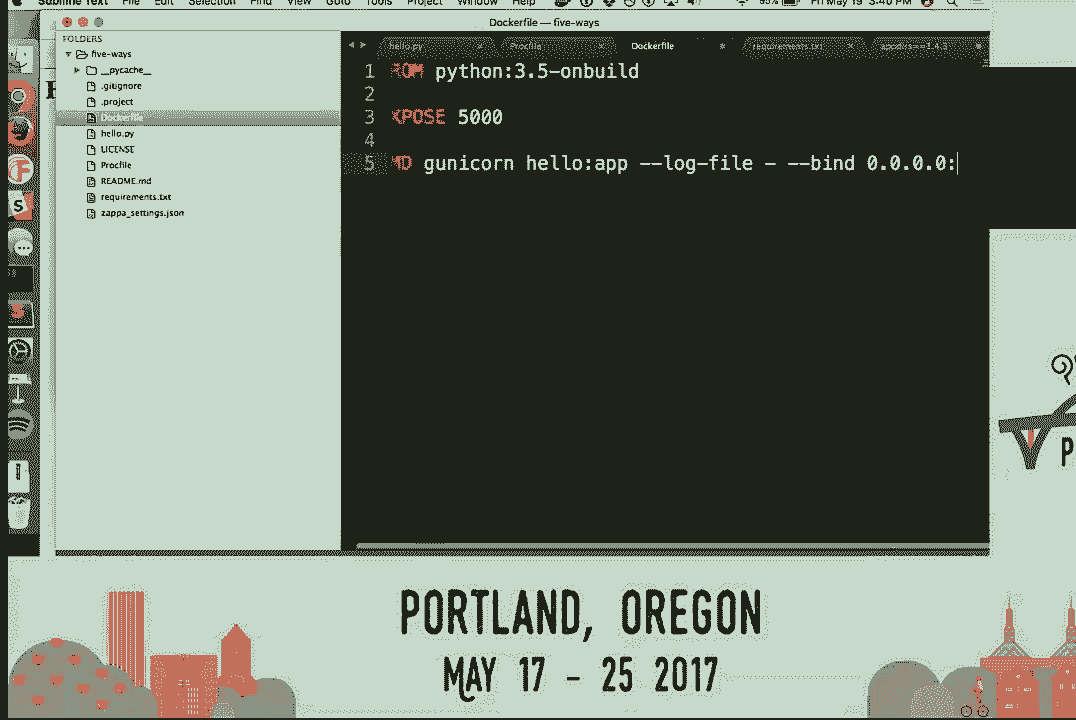 Sublime Text File Edit Selection Find View Goto Tools Project Window Help 95% Fri May 19 3:40 PM
Dockerfile — five-ways
FOLDERS
five-ways
__pycache__
.gitignore
.project
Dockerfile
hello.py
LICENSE
Procfile
README.md
requirements.txt
zappa_settings.json
hello.py Procfile Dockerfile requirements.txt appdirs==1.4.3
1 ROM python:3.5-onbuild
2
3 XPOSE 5000
4
5 MD gunicorn hello:app --log-file - --bind 0.0.0.0:
P
PORTLAND, OREGON
MAY 17 - 25 2017